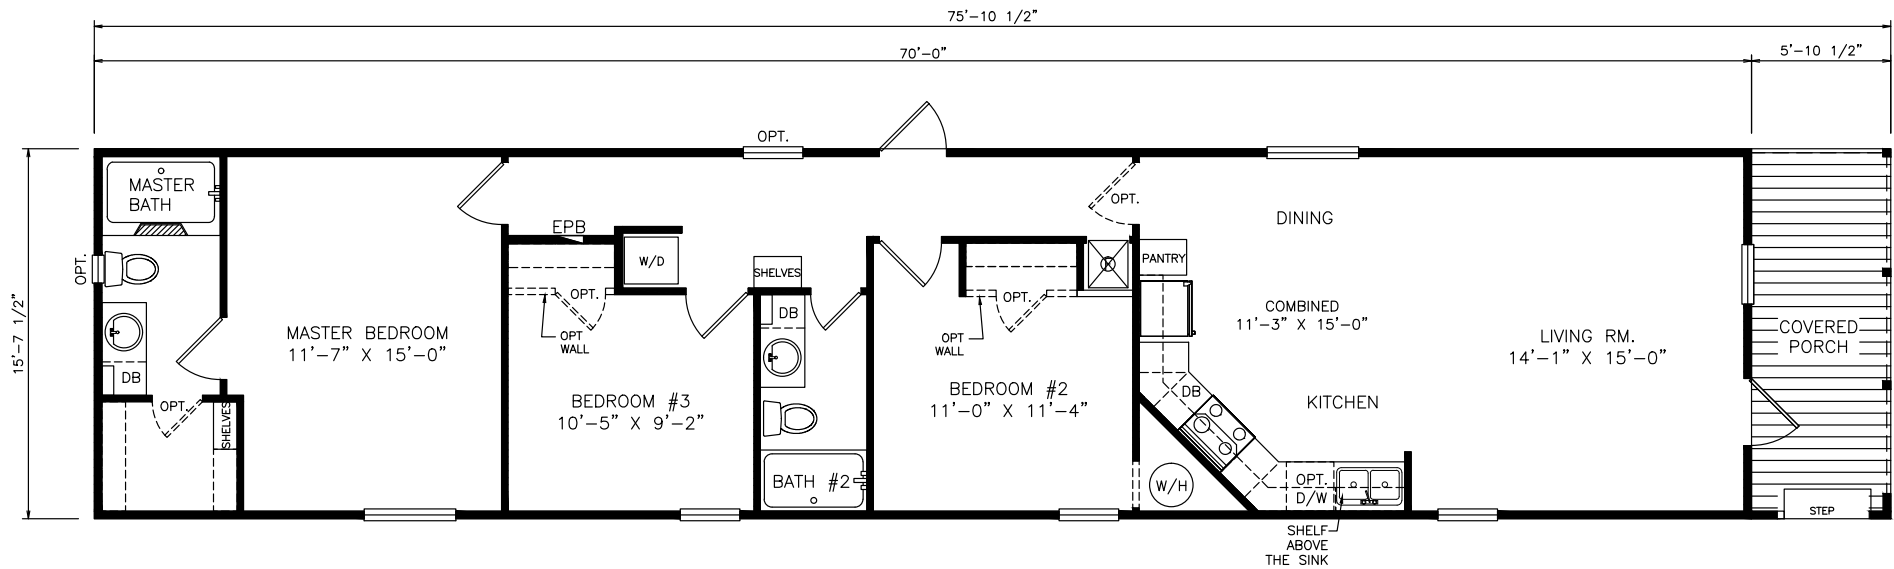 75'-10 1/2"
70'-0"
5'-10 1/2"
15'-7 1/2"
OPT.
MASTER
BATH
OPT.
DB
OPT.
SHELVES
MASTER BEDROOM
11'-7" X 15'-0"
EPB
W/D
OPT.
OPT
WALL
BEDROOM #3
10'-5" X 9'-2"
SHELVES
DB
BATH #2
OPT.
OPT.
OPT
WALL
BEDROOM #2
11'-0" X 11'-4"
PANTRY
DINING
COMBINED
11'-3" X 15'-0"
KITCHEN
DB
W/H
OPT.
D/W
SHELF
ABOVE
THE SINK
LIVING RM.
14'-1" X 15'-0"
COVERED
PORCH
STEP